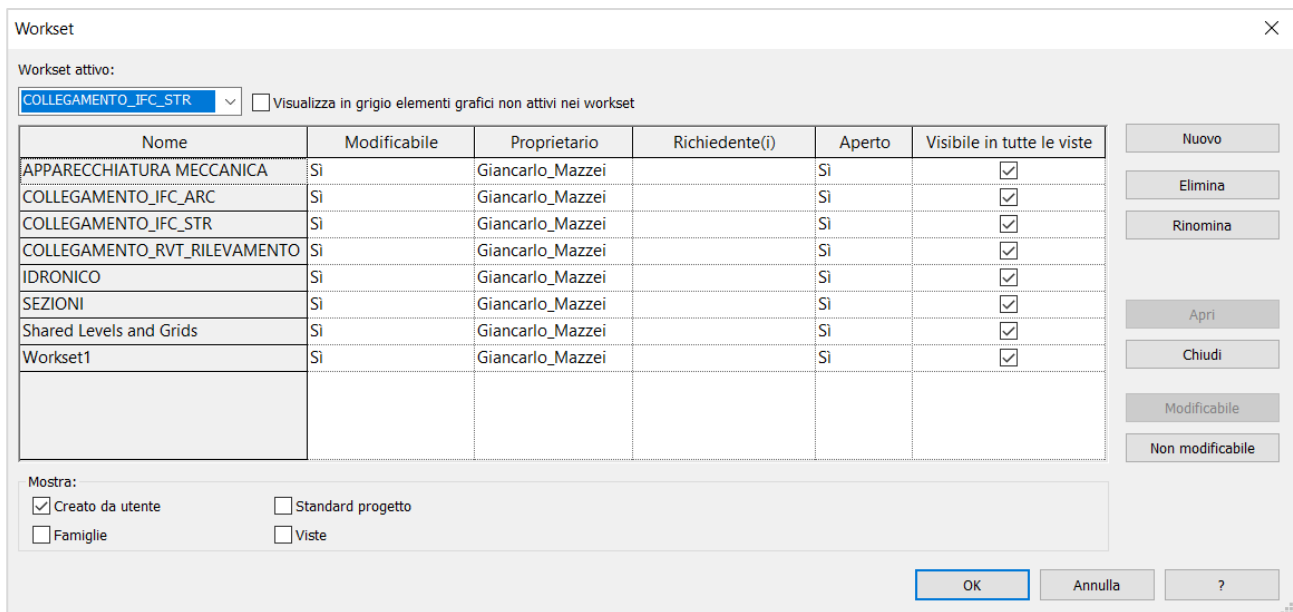 Workset
Workset attivo:
COLLEGAMENTO_IFC_STR Visualizza in grigio elementi grafici non attivi nei workset
Nome Modificabile Proprietario Richiedente(i) Aperto Visibile in tutte le viste
APPARECCHIATURA MECCANICA Sì Giancarlo_Mazzei Sì
COLLEGAMENTO_IFC_ARC Sì Giancarlo_Mazzei Sì
COLLEGAMENTO_IFC_STR Sì Giancarlo_Mazzei Sì
COLLEGAMENTO_RVT_RILEVAMENTO Sì Giancarlo_Mazzei Sì
IDRONICO Sì Giancarlo_Mazzei Sì
SEZIONI Sì Giancarlo_Mazzei Sì
Shared Levels and Grids Sì Giancarlo_Mazzei Sì
Workset1 Sì Giancarlo_Mazzei Sì
Nuovo
Elimina
Rinomina
Apri
Chiudi
Modificabile
Non modificabile
Mostra:
Creato da utente Standard progetto
Famiglie Viste
OK Annulla ?